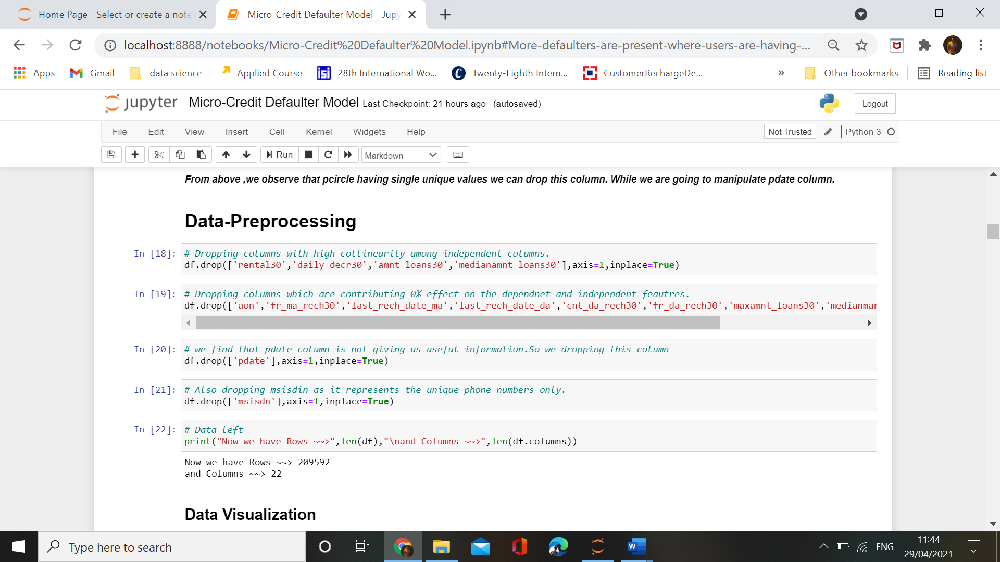 Home Page - Select or create a note
Micro-Credit Defaulter Model - Jupy
localhost:8888/notebooks/Micro-Credit%20Defaulter%20Model.ipynb#More-defaulters-are-present-where-users-are-having-...
Apps
Gmail
data science
Applied Course
28th International Wo...
Twenty-Eighth Intern...
CustomerRechargeDe...
»
Other bookmarks
Reading list
jupyter Micro-Credit Defaulter Model Last Checkpoint: 21 hours ago (autosaved)
Logout
File Edit View Insert Cell Kernel Widgets Help
Not Trusted
Python 3
Run
Markdown
From above ,we observe that pcircle having single unique values we can drop this column. While we are going to manipulate pdate column.
Data-Preprocessing
In [18]: # Dropping columns with high collinearity among independent columns.
df.drop(['rental30','daily_decr30','amnt_loans30','medianamnt_loans30'],axis=1,inplace=True)
In [19]: # Dropping columns which are contributing 0% effect on the dependnet and independent feautres.
df.drop(['aon','fr_ma_rech30','last_rech_date_ma','last_rech_date_da','cnt_da_rech30','fr_da_rech30','maxamnt_loans30','medianmar
In [20]: # we find that pdate column is not giving us useful information.So we dropping this column
df.drop(['pdate'],axis=1,inplace=True)
In [21]: # Also dropping msisdin as it represents the unique phone numbers only.
df.drop(['msisdn'],axis=1,inplace=True)
In [22]: # Data left
print("Now we have Rows ~~>",len(df),"\nand Columns ~~>",len(df.columns))
Now we have Rows ~~> 209592
and Columns ~~> 22
Data Visualization
Type here to search
ENG
11:44
29/04/2021